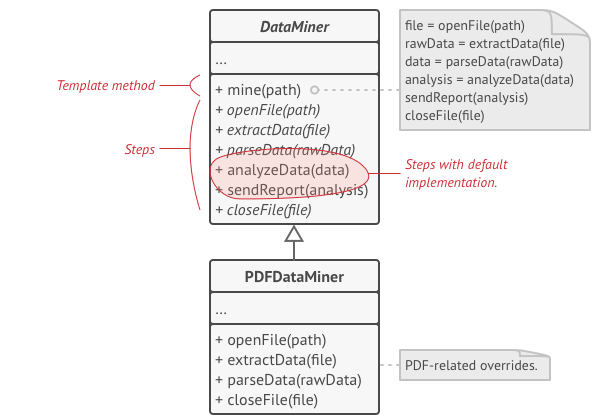 DataMiner
...
+ mine(path)
+ openFile(path)
+ extractData(file)
+ parseData(rawData)
+ analyzeData(data)
+ sendReport(analysis)
+ closeFile(file)
file = openFile(path)
rawData = extractData(file)
data = parseData(rawData)
analysis = analyzeData(data)
sendReport(analysis)
closeFile(file)
Template method
Steps
Steps with default
implementation.
PDFDataMiner
...
+ openFile(path)
+ extractData(file)
+ parseData(rawData)
+ closeFile(file)
PDF-related overrides.